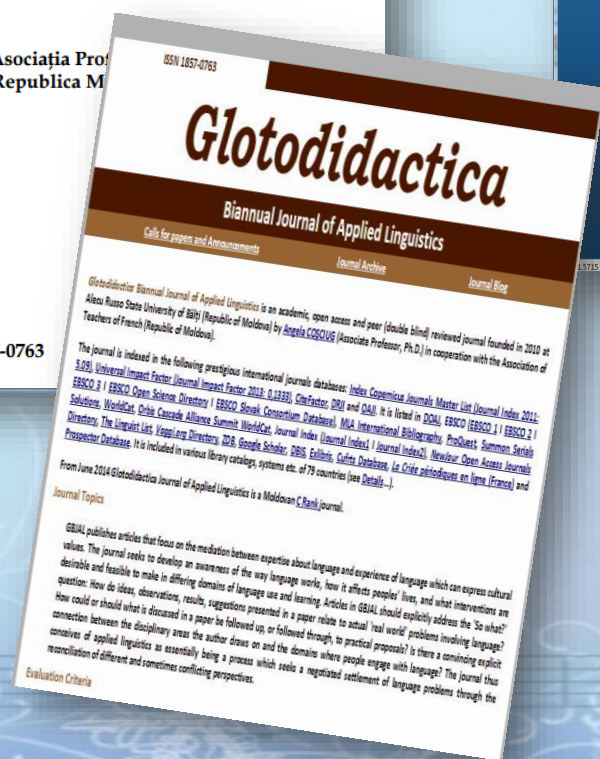 Asociația Prof
Republica M
-0763
1.5715
ISSN 1857-0763
Glotodidactica
Biannual Journal of Applied Linguistics
Calls for papers and Announcements
Journal Archive
Journal Blog
Glotodidactica Biannual Journal of Applied Linguistics is an academic, open access and peer (double blind) reviewed journal founded in 2010 at
Alecu Russo State University of Bălți (Republic of Moldova) by Angela COȘCIUG (Associate Professor, Ph.D.) in cooperation with the Association of
Teachers of French (Republic of Moldova).
The journal is indexed in the following prestigious international journals databases: Index Copernicus Journals Master List (Journal Index 2011:
5.09), Universal Impact Factor (Journal Impact Factor 2013: 0,1333), CiteFactor, DRJI and OAJI. It is listed in DOAJ, EBSCO (EBSCO 1 I EBSCO 2 I
EBSCO 3 I EBSCO Open Science Directory I EBSCO Slovak Consortium Database), MLA International Bibliography, ProQuest, Summon Serials
Solutions, WorldCat, Orbis Cascade Alliance Summit WorldCat, Journal Index (Journal Index1 I Journal Index2), NewJour Open Access Journals
Directory, The Linguist List, Yaggi.org Directory, ZDB, Google Scholar, DBIS, Exlibris, Cufits Database, La Criée périodiques en ligne (France) and
Prospector Database. It is included in various library catalogs, systems etc. of 79 countries (see Details...).
From June 2014 Glotodidactica Journal of Applied Linguistics is a Moldovan C Rank journal.
Journal Topics
GBJAL publishes articles that focus on the mediation between expertise about language and experience of language which can express cultural
values. The journal seeks to develop an awareness of the way language works, how it affects peoples' lives, and what interventions are
desirable and feasible to make in differing domains of language use and learning. Articles in GBJAL should explicitly address the 'So what?'
question: How do ideas, observations, results, suggestions presented in a paper relate to actual 'real world' problems involving language?
How could or should what is discussed in a paper be followed up, or followed through, to practical proposals? Is there a convincing explicit
connection between the disciplinary areas the author draws on and the domains where people engage with language? The journal thus
conceives of applied linguistics as essentially being a process which seeks a negotiated settlement of language problems through the
reconciliation of different and sometimes conflicting perspectives.
Evaluation Criteria